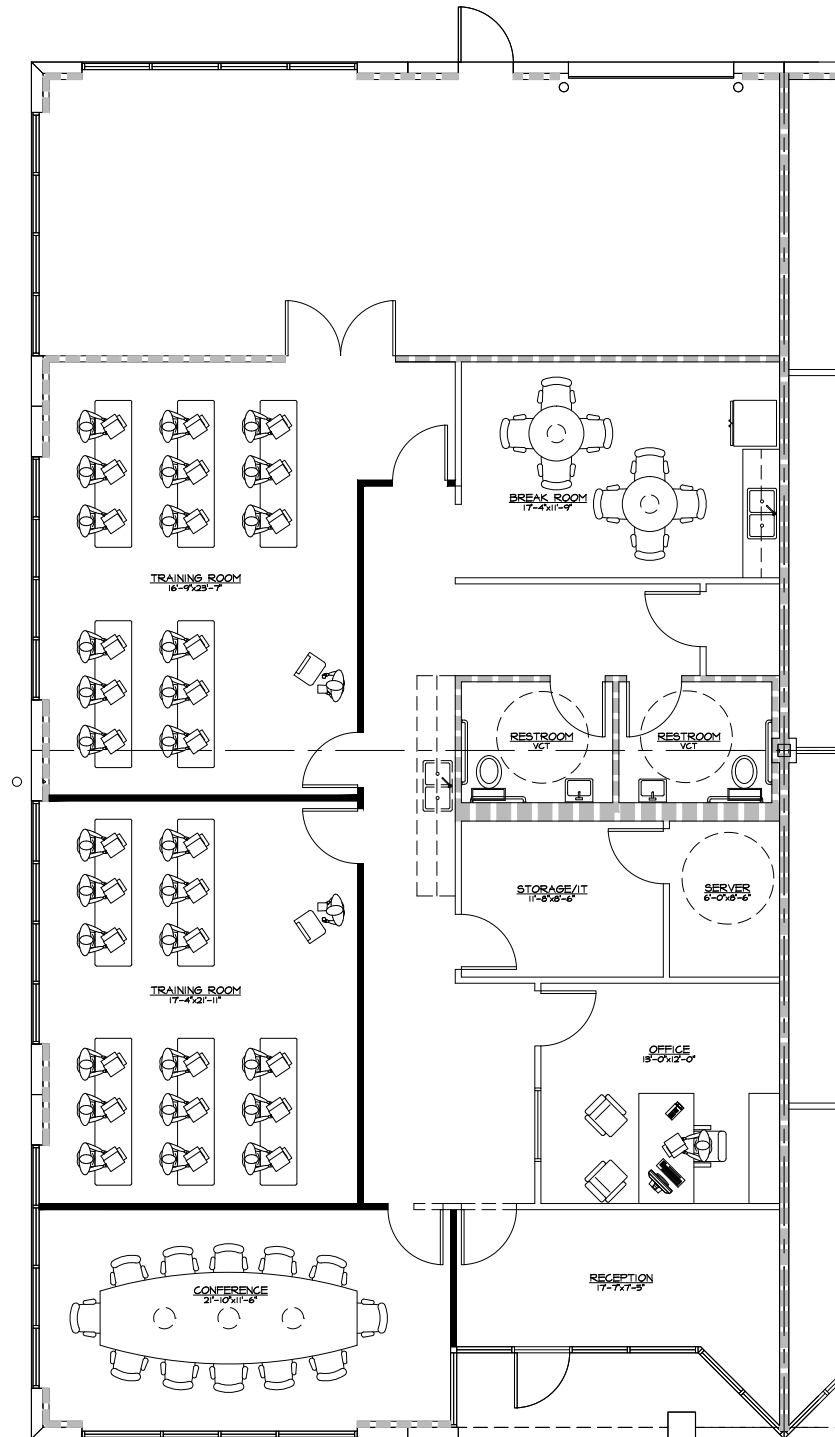 BREAK ROOM
17'-4"x11'-9"
TRAINING ROOM
16'-9"x23'-7"
RESTROOM
VCT
RESTROOM
VCT
STORAGE/IT
11'-8"x8'-6"
SERVER
6'-0"x8'-6"
TRAINING ROOM
17'-4"x21'-11"
OFFICE
13'-0"x12'-0"
RECEPTION
17'-7"x7'-5"
CONFERENCE
21'-10"x11'-6"